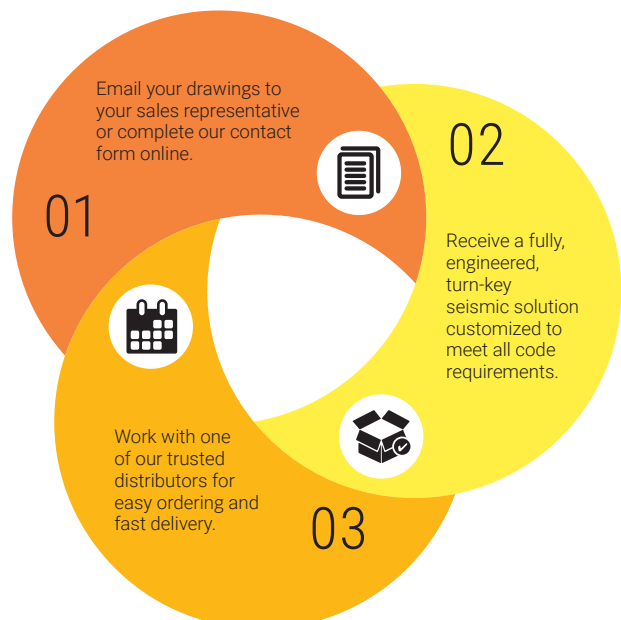 01
Email your drawings to
your sales representative
or complete our contact
form online.
02
Receive a fully,
engineered,
turn-key
seismic solution
customized to
meet all code
requirements.
03
Work with one
of our trusted
distributors for
easy ordering and
fast delivery.